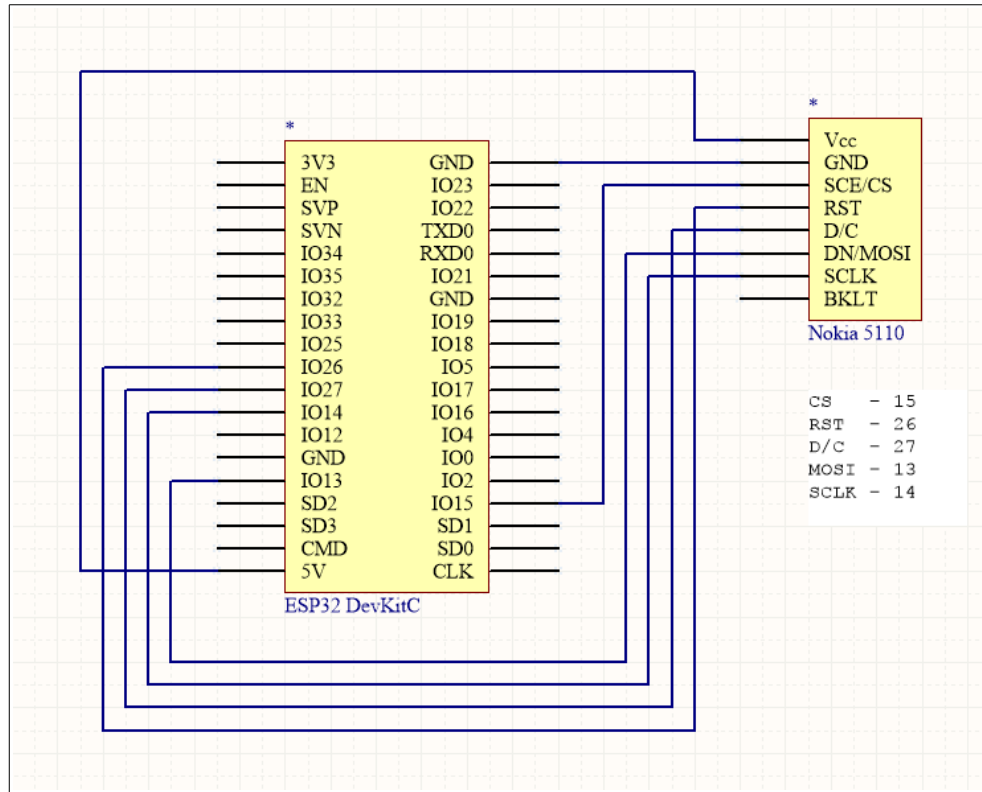 *
3V3 GND
EN IO23
SVP IO22
SVN TXD0
IO34 RXD0
IO35 IO21
IO32 GND
IO33 IO19
IO25 IO18
IO26 IO5
IO27 IO17
IO14 IO16
IO12 IO4
GND IO0
IO13 IO2
SD2 IO15
SD3 SD1
CMD SD0
5V CLK
ESP32 DevKitC
*
Vcc
GND
SCE/CS
RST
D/C
DN/MOSI
SCLK
BKLT
Nokia 5110
CS - 15
RST - 26
D/C - 27
MOSI - 13
SCLK - 14